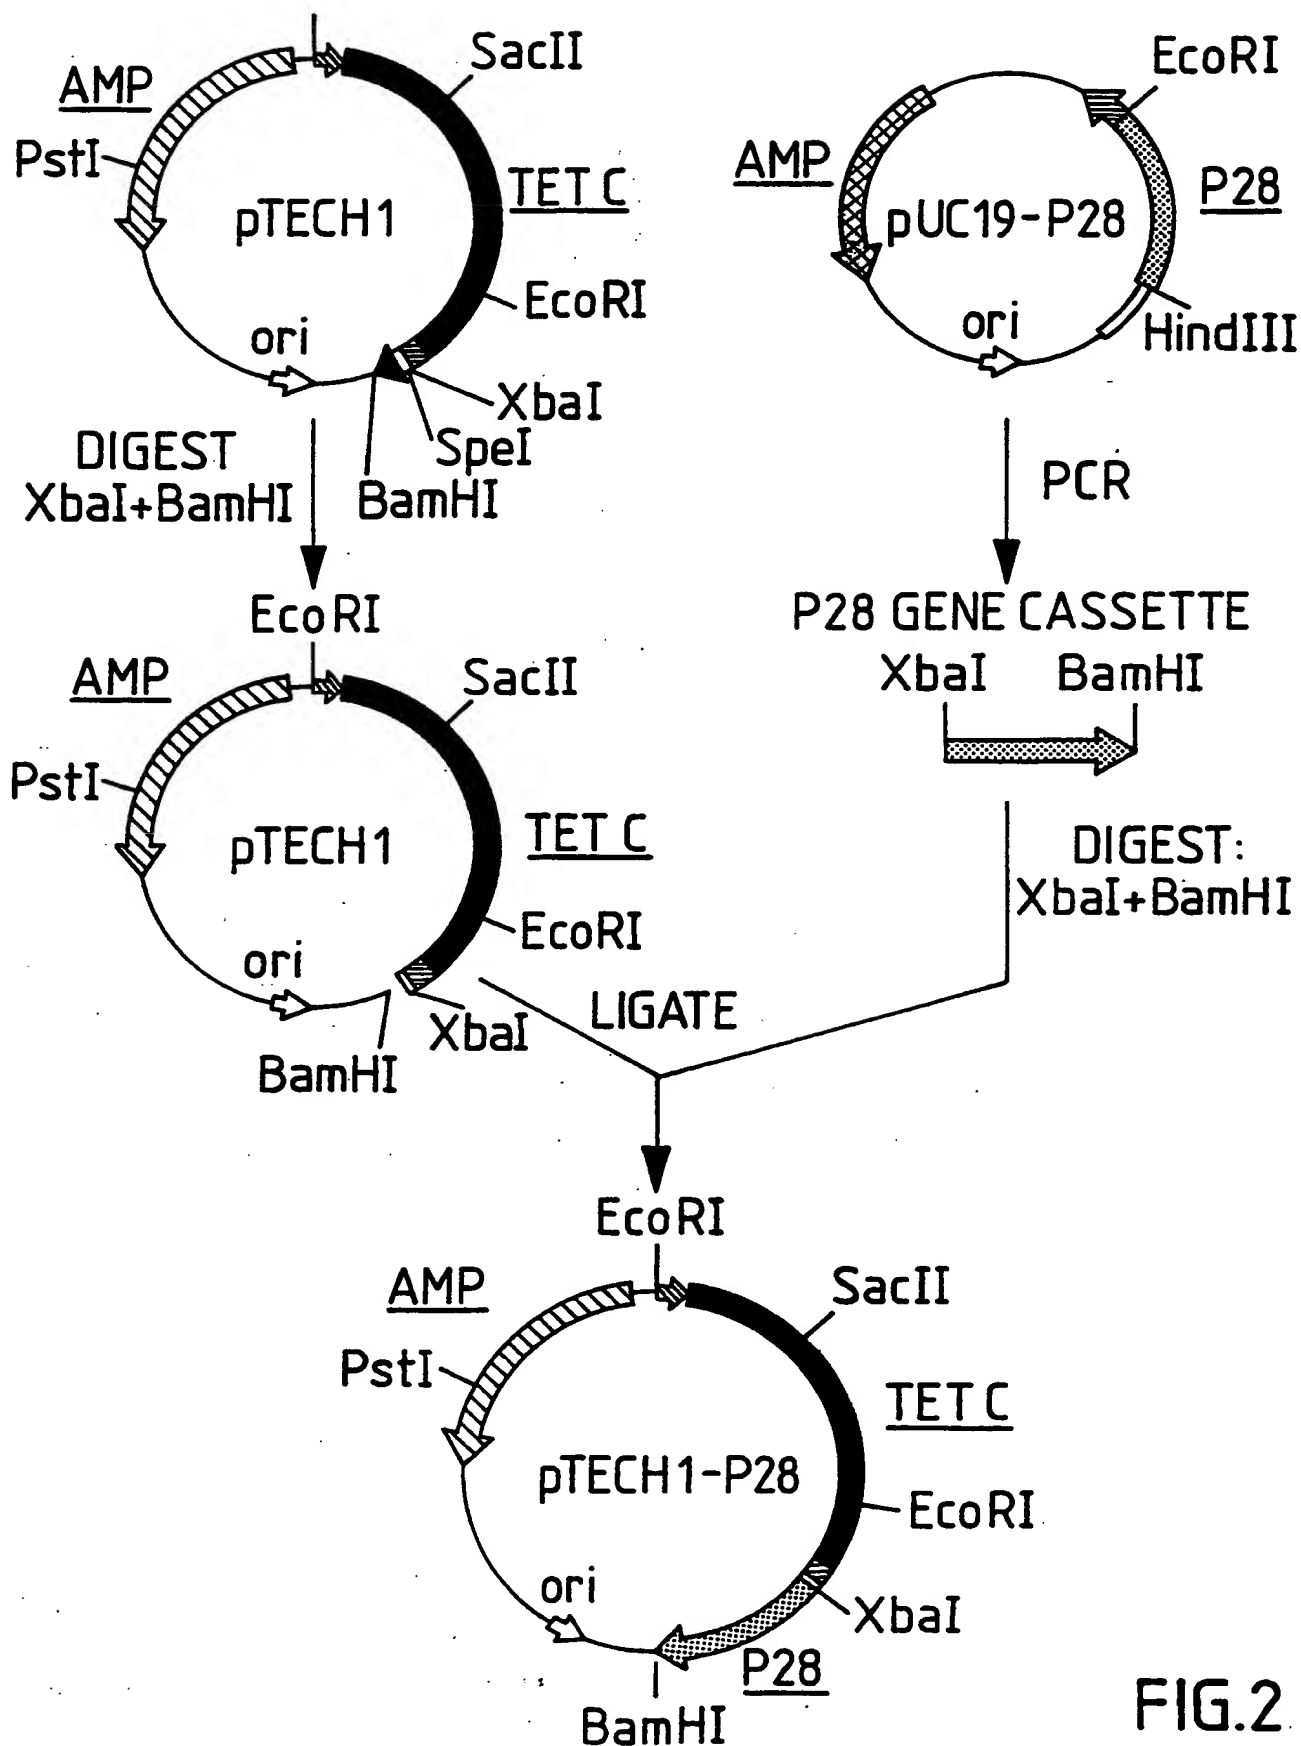 SacII
AMP
PstI
TET C
pTECH1
EcoRI
ori
XbaI
SpeI
BamHI
DIGEST
XbaI+BamHI
EcoRI
AMP
P28
pUC19-P28
ori
HindIII
PCR
P28 GENE CASSETTE
XbaI BamHI
DIGEST:
XbaI+BamHI
EcoRI
AMP
SacII
PstI
TET C
pTECH1
EcoRI
ori
XbaI
BamHI
LIGATE
EcoRI
AMP
SacII
PstI
TET C
pTECH1-P28
EcoRI
ori
XbaI
P28
BamHI
FIG.2